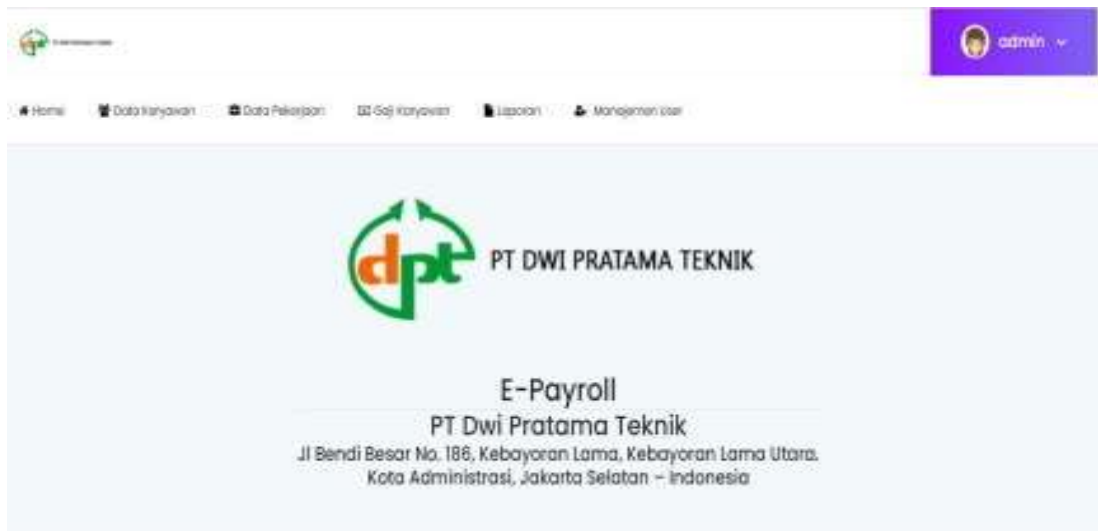 admin
Home Data Karyawan Data Pekerjaan Gaji Karyawan Laporan Manajemen User
dpt PT DWI PRATAMA TEKNIK
E-Payroll
PT Dwi Pratama Teknik
Jl Bendi Besar No. 186, Kebayoran Lama, Kebayoran Lama Utara,
Kota Administrasi, Jakarta Selatan – Indonesia